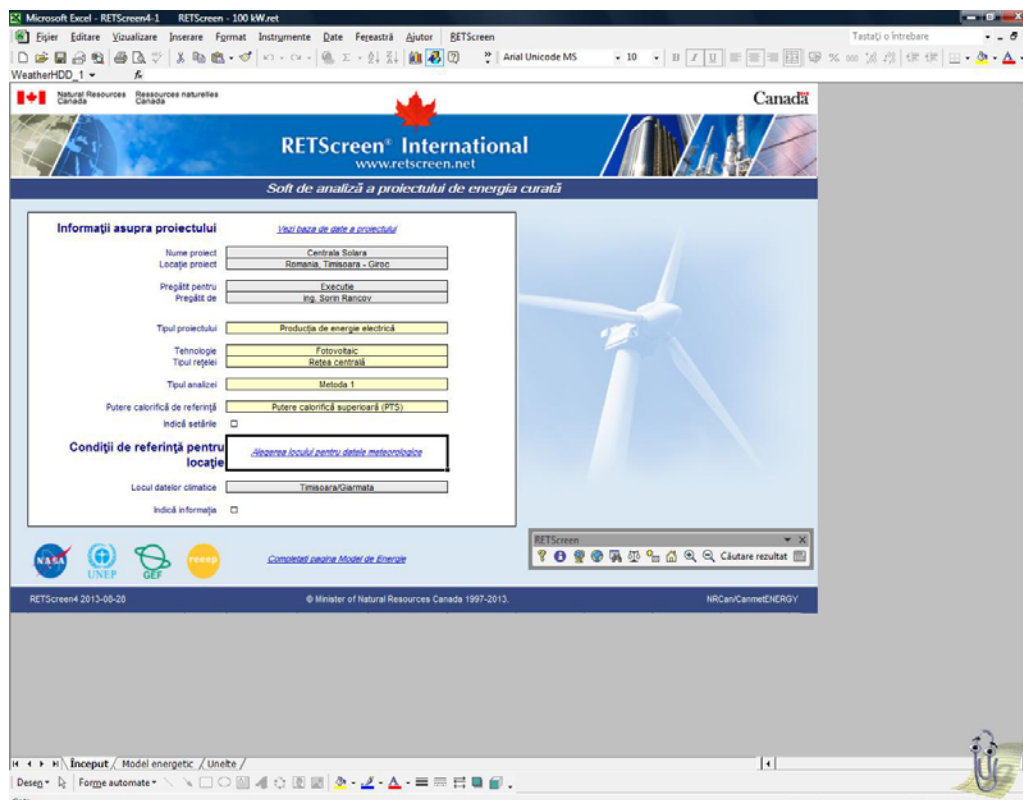 Microsoft Excel - RETScreen4-1 RETScreen - 100 kW.ret
Fișier Editare Vizualizare Inserare Format Instrumente Date Fereastră Ajutor RETScreen
Tastați o întrebare
Arial Unicode MS 10 B I U
WeatherHDD_1 fx
Natural Resources Canada Ressources naturelles Canada
Canada
RETScreen® International
www.retscreen.net
Soft de analiză a proiectului de energia curată
Informații asupra proiectului Vezi baza de date a proiectului
Nume proiect Centrala Solara
Locație proiect Romania, Timisoara - Giroc
Pregătit pentru Executie
Pregătit de ing. Sorin Rancov
Tipul proiectului Producția de energie electrică
Tehnologie Fotovoltaic
Tipul rețelei Rețea centrală
Tipul analizei Metoda 1
Putere calorifică de referință Putere calorifică superioară (PTS)
Indică setările
Condiții de referință pentru
locație
Alegerea locului pentru datele meteorologice
Locul datelor climatice Timisoara/Giarmata
Indică informația
RETScreen
Căutare rezultat
NASA UNEP GEF reeep
Completati pagina Model de Energie
RETScreen4 2013-08-28 © Minister of Natural Resources Canada 1997-2013. NRCan/CanmetENERGY
Început Model energetic Unelte
Desen Forme automate